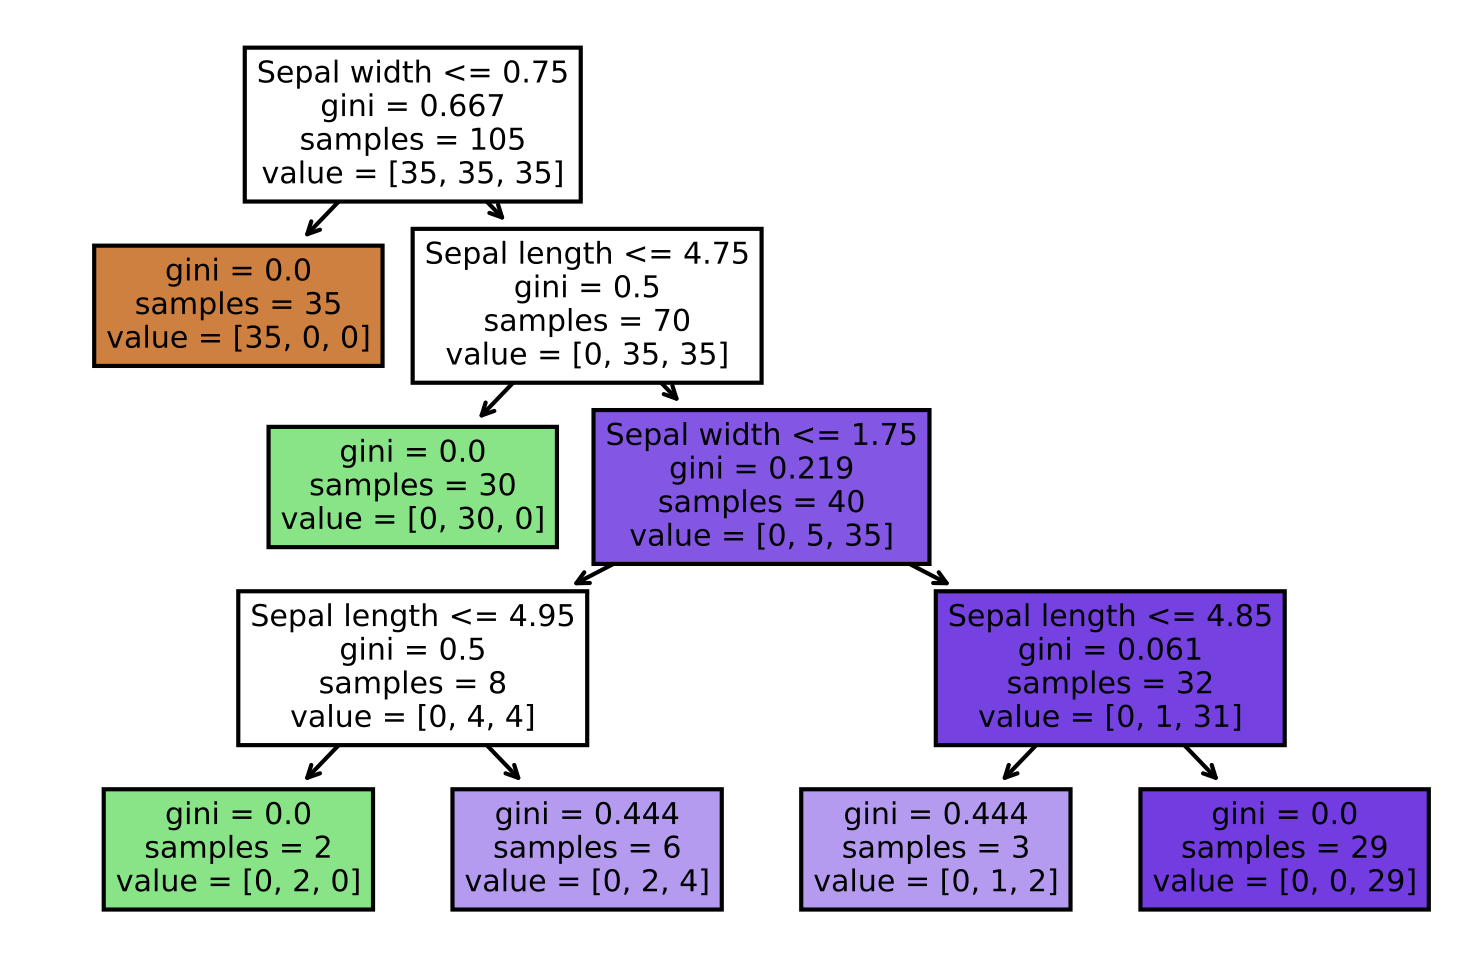 Sepal width <= 0.75
gini = 0.667
samples = 105
value = [35, 35, 35]
gini = 0.0
samples = 35
value = [35, 0, 0]
Sepal length <= 4.75
gini = 0.5
samples = 70
value = [0, 35, 35]
gini = 0.0
samples = 30
value = [0, 30, 0]
Sepal width <= 1.75
gini = 0.219
samples = 40
value = [0, 5, 35]
Sepal length <= 4.95
gini = 0.5
samples = 8
value = [0, 4, 4]
Sepal length <= 4.85
gini = 0.061
samples = 32
value = [0, 1, 31]
gini = 0.0
samples = 2
value = [0, 2, 0]
gini = 0.444
samples = 6
value = [0, 2, 4]
gini = 0.444
samples = 3
value = [0, 1, 2]
gini = 0.0
samples = 29
value = [0, 0, 29]